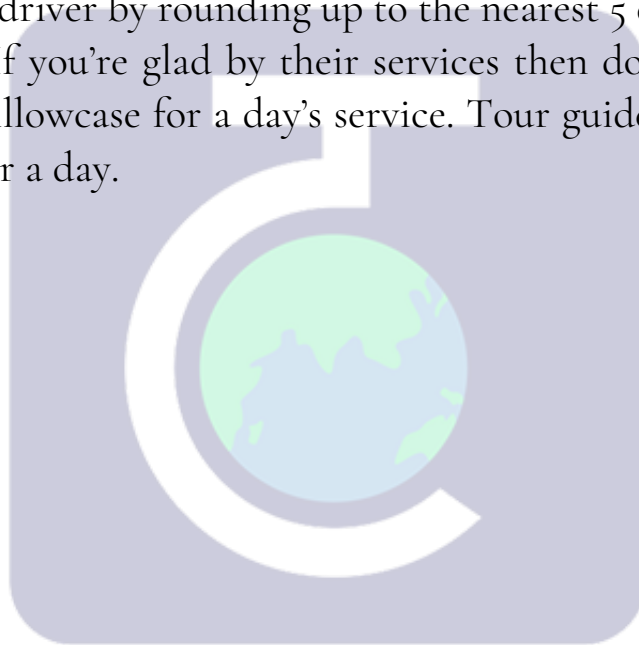 driver by rounding up to the nearest 5
f you're glad by their services then do
llowcase for a day's service. Tour guid
r a day.